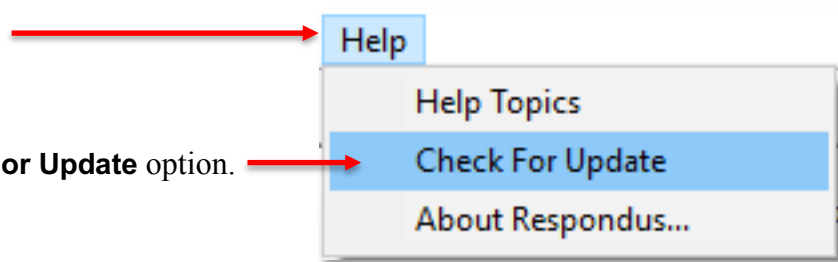 Help
Help Topics
or Update option.
Check For Update
About Respondus...